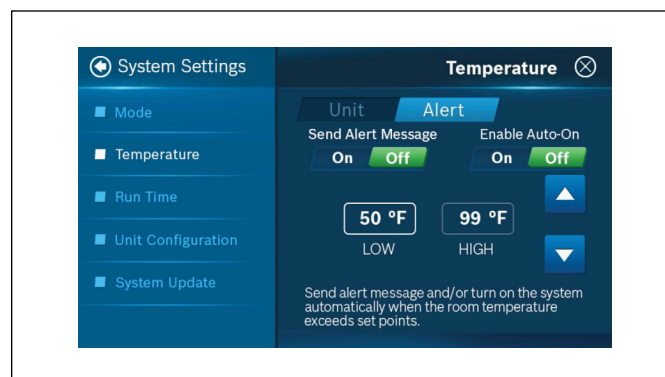 System Settings
Temperature
Mode
Temperature
Run Time
Unit Configuration
System Update
Unit
Alert
Send Alert Message
Enable Auto-On
On Off
On Off
50 °F
99 °F
LOW
HIGH
Send alert message and/or turn on the system
automatically when the room temperature
exceeds set points.